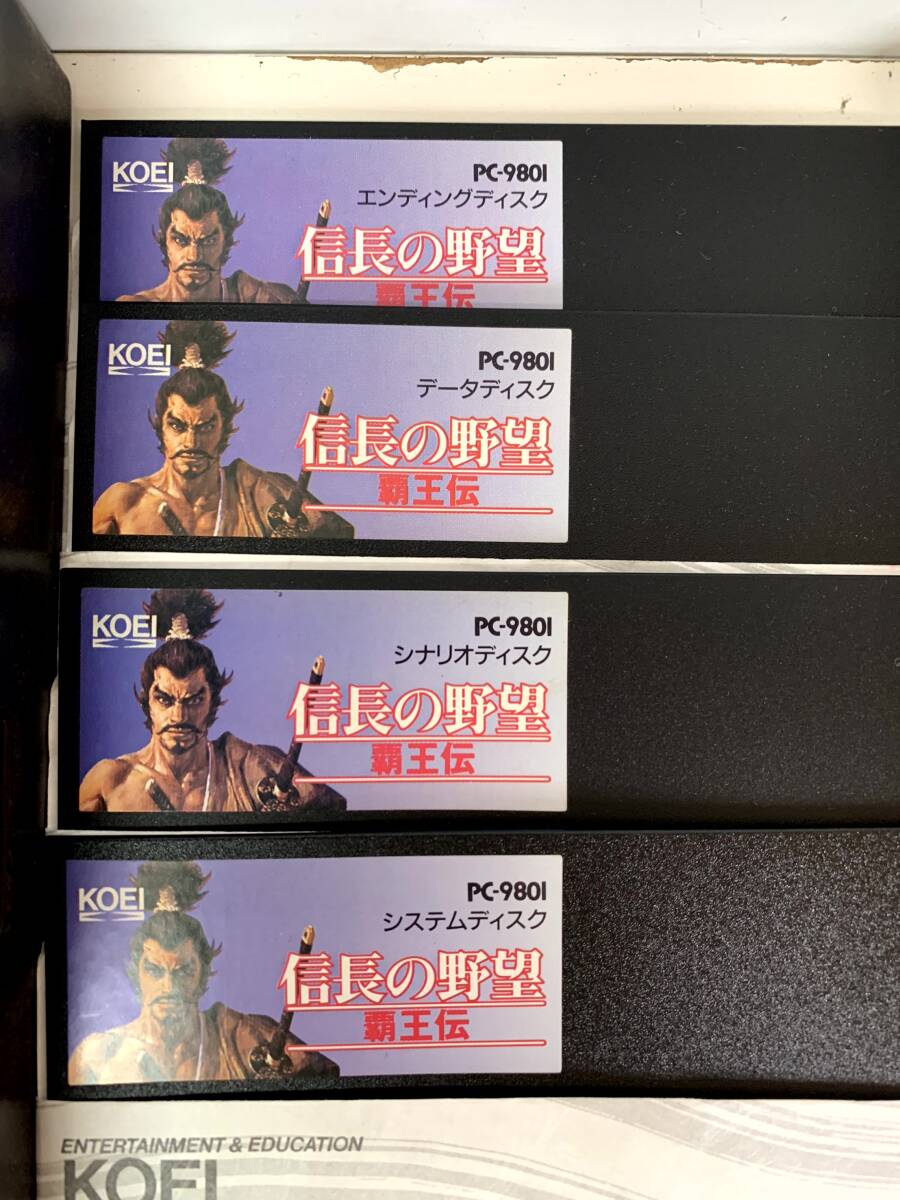 KOEI
PC-9801
エンディングディスク
信長の野望
覇王伝
KOEI
PC-9801
データディスク
信長の野望
覇王伝
KOEI
PC-9801
シナリオディスク
信長の野望
覇王伝
KOEI
PC-9801
システムディスク
信長の野望
覇王伝
ENTERTAINMENT & EDUCATION
KOEI